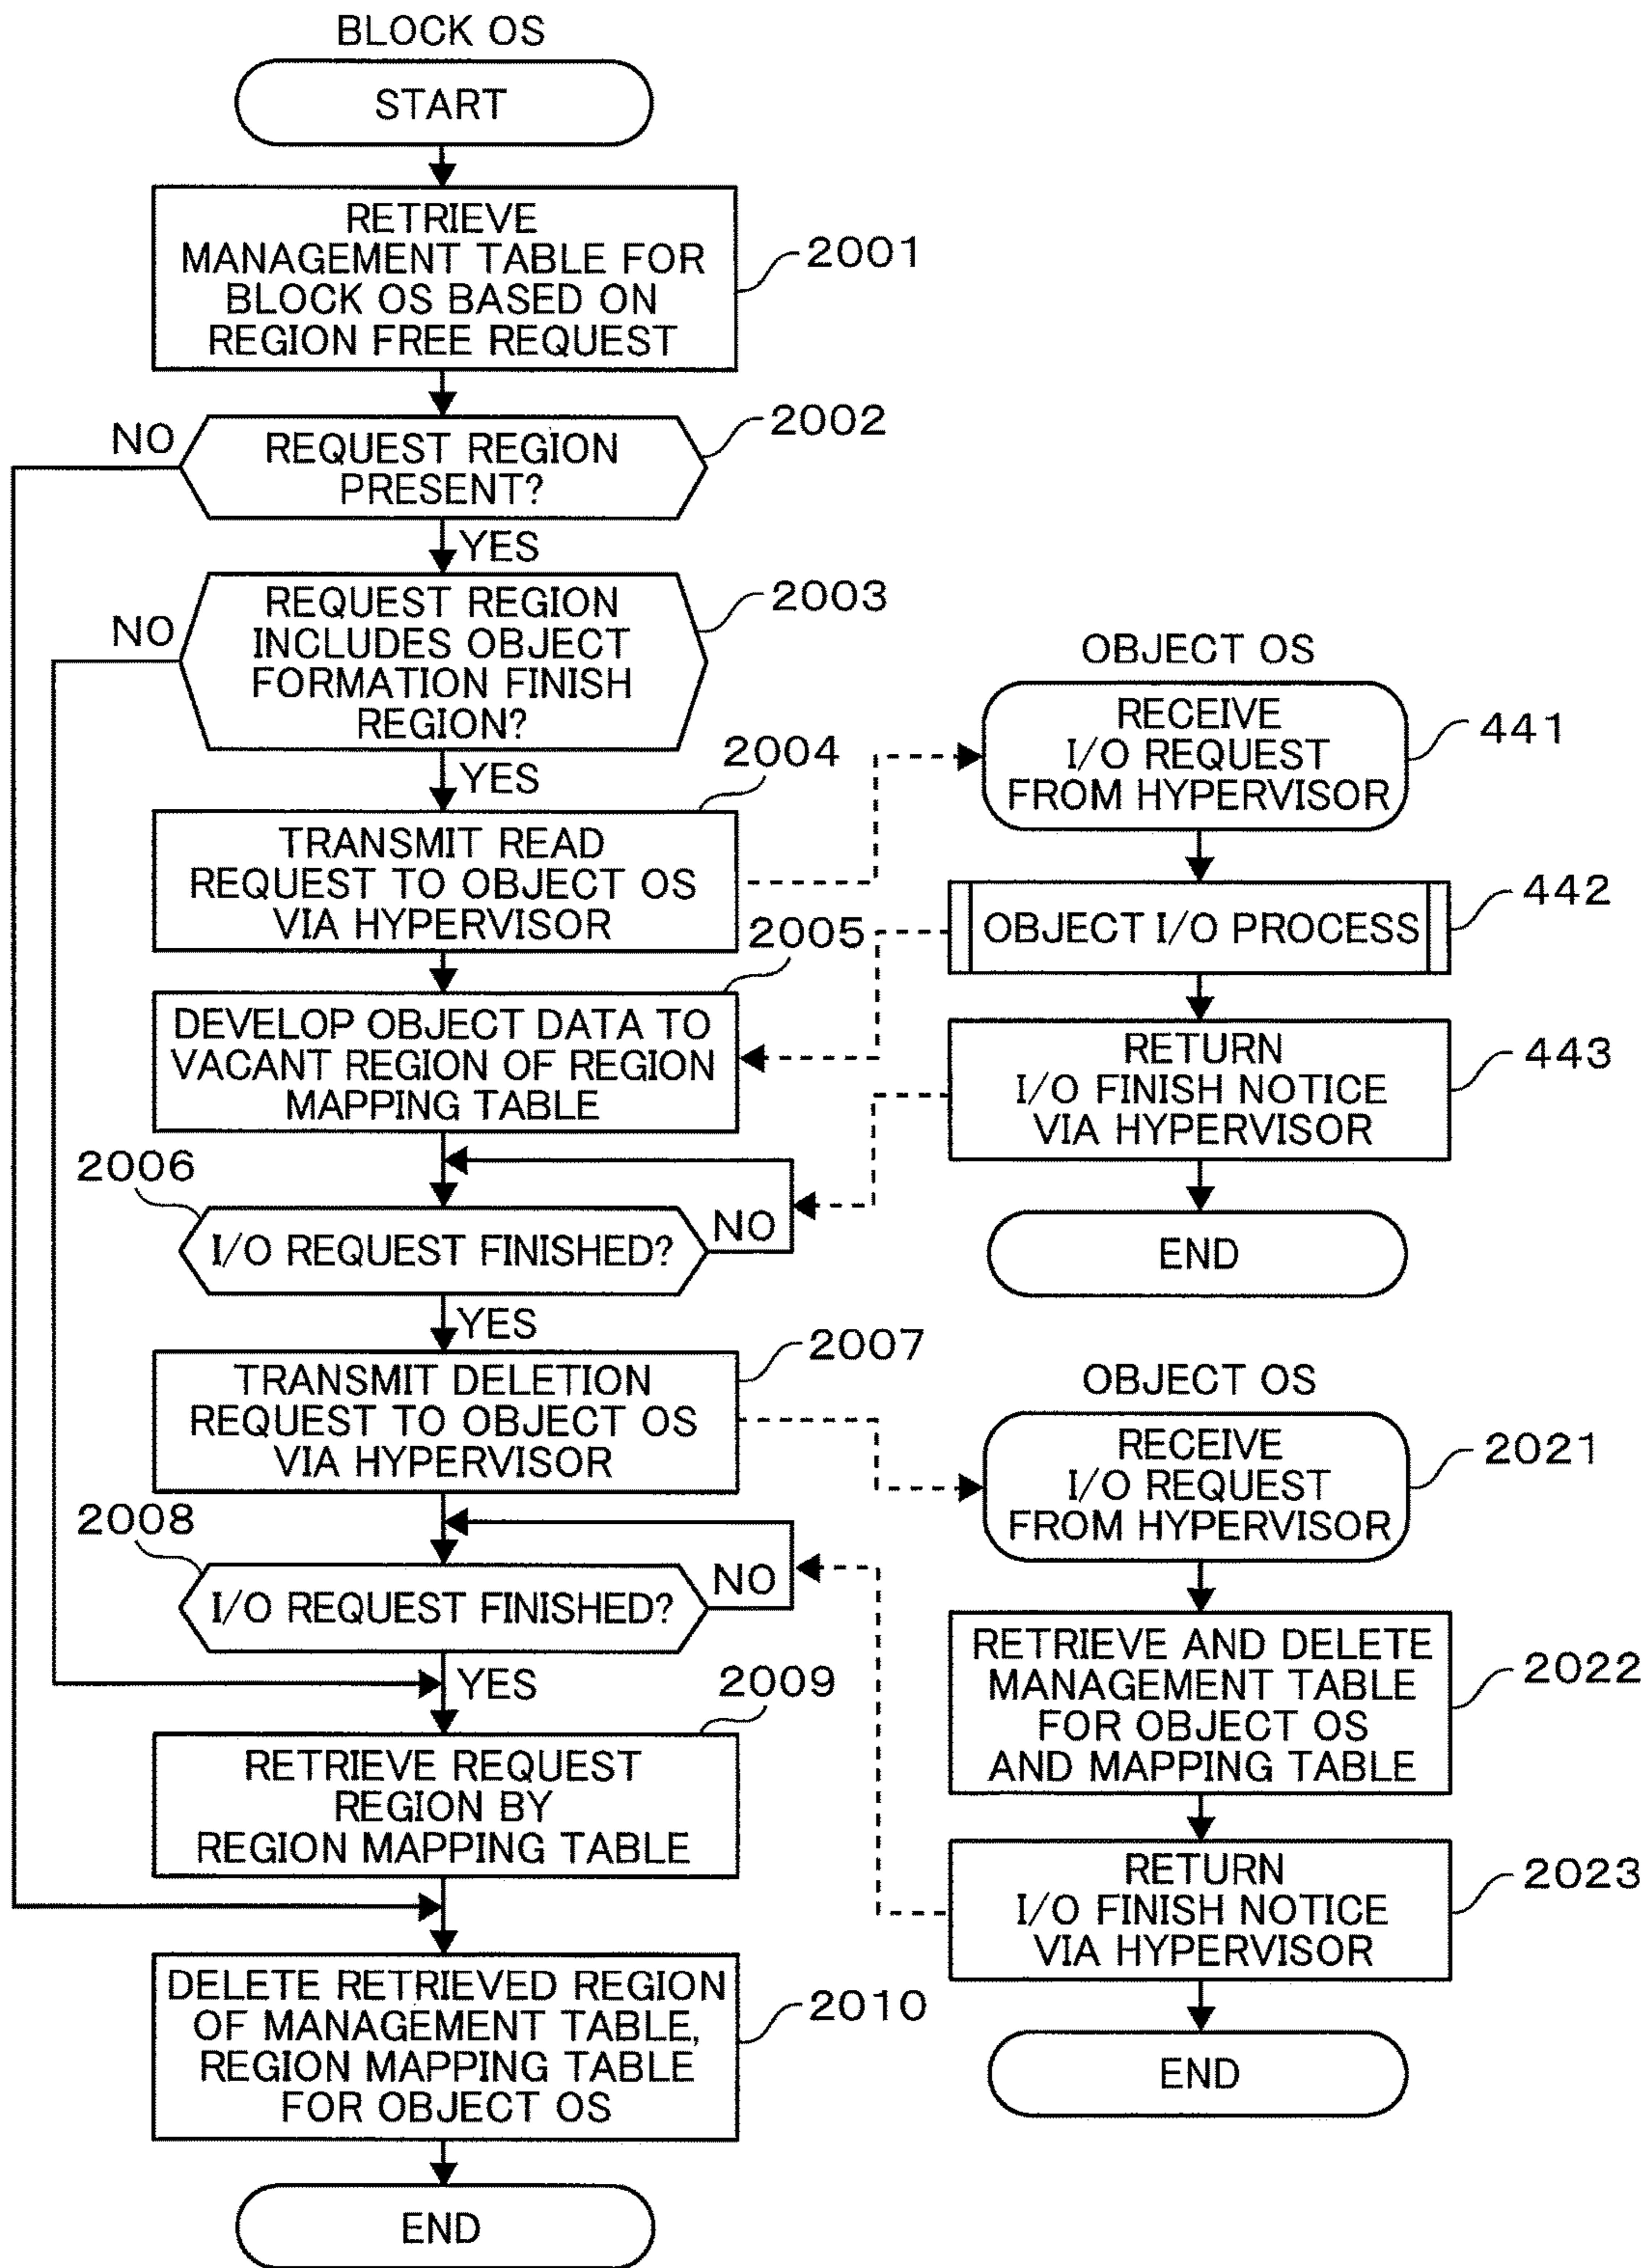 BLOCK OS
START
RETRIEVE
MANAGEMENT TABLE FOR
BLOCK OS BASED ON
REGION FREE REQUEST
2001
NO
REQUEST REGION
PRESENT?
2002
YES
NO
REQUEST REGION
INCLUDES OBJECT
FORMATION FINISH
REGION?
2003
YES
2004
TRANSMIT READ
REQUEST TO OBJECT OS
VIA HYPERVISOR
2005
DEVELOP OBJECT DATA TO
VACANT REGION OF REGION
MAPPING TABLE
2006
I/O REQUEST FINISHED?
NO
YES
2007
TRANSMIT DELETION
REQUEST TO OBJECT OS
VIA HYPERVISOR
2008
I/O REQUEST FINISHED?
NO
YES
2009
RETRIEVE REQUEST
REGION BY
REGION MAPPING TABLE
DELETE RETRIEVED REGION
OF MANAGEMENT TABLE,
REGION MAPPING TABLE
FOR OBJECT OS
2010
END
OBJECT OS
RECEIVE
I/O REQUEST
FROM HYPERVISOR
441
OBJECT I/O PROCESS
442
RETURN
I/O FINISH NOTICE
VIA HYPERVISOR
443
END
OBJECT OS
RECEIVE
I/O REQUEST
FROM HYPERVISOR
2021
RETRIEVE AND DELETE
MANAGEMENT TABLE
FOR OBJECT OS
AND MAPPING TABLE
2022
RETURN
I/O FINISH NOTICE
VIA HYPERVISOR
2023
END